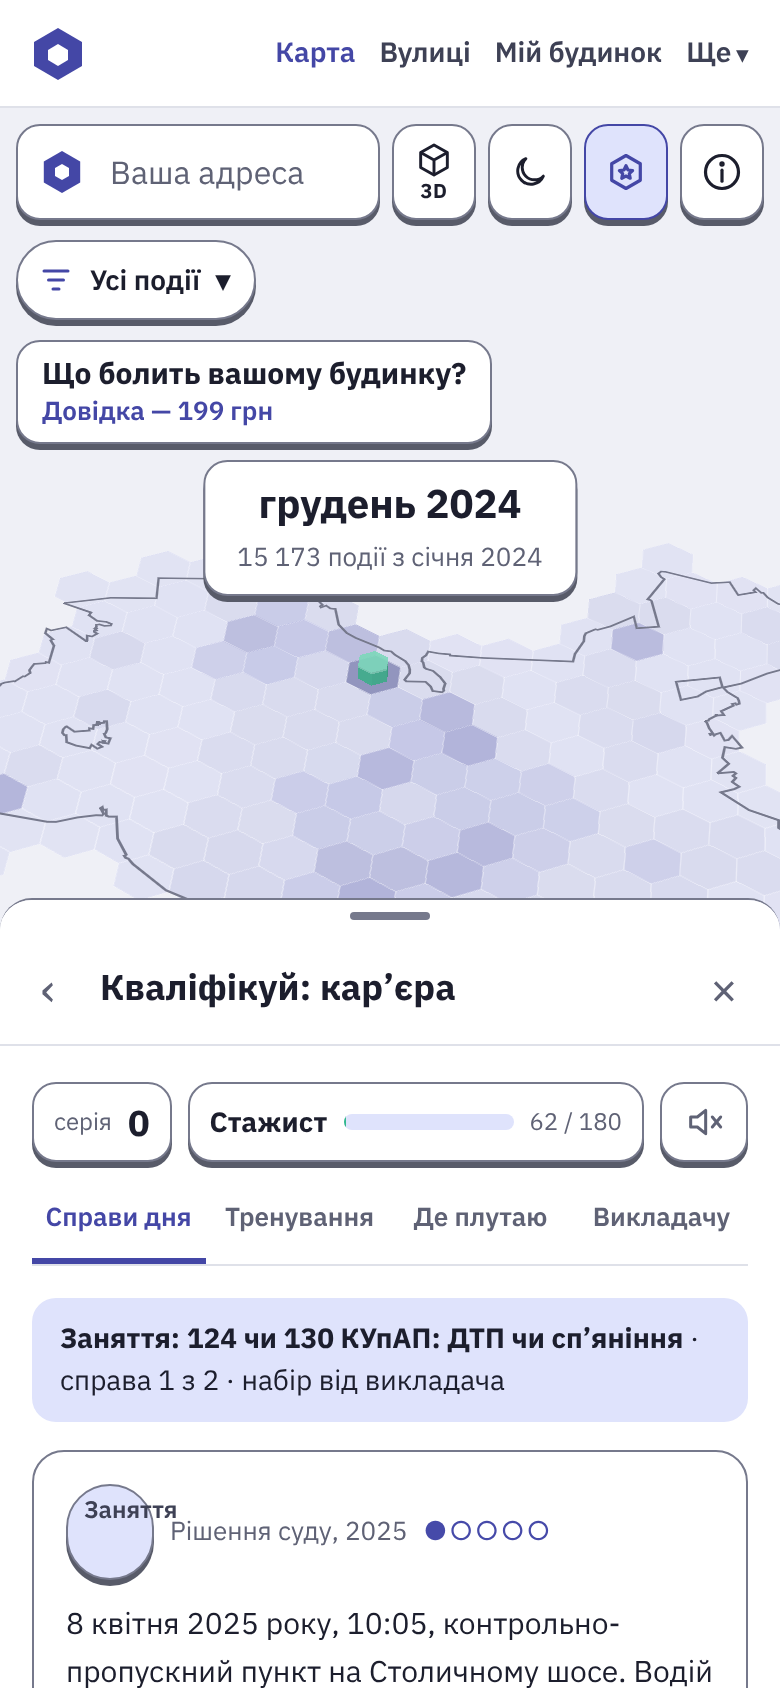 Карта Вулиці Мій будинок Ще ▾
Ваша адреса
3D
Усі події ▼
Що болить вашому будинку?
Довідка — 199 грн
грудень 2024
15 173 події з січня 2024
‹ Кваліфікуй: кар’єра ×
серія 0 Стажист 62 / 180
Справи дня Тренування Де плутаю Викладачу
Заняття: 124 чи 130 КУпАП: ДТП чи сп’яніння ·
справа 1 з 2 · набір від викладача
Заняття
Рішення суду, 2025
8 квітня 2025 року, 10:05, контрольно-
пропускний пункт на Столичному шосе. Водій